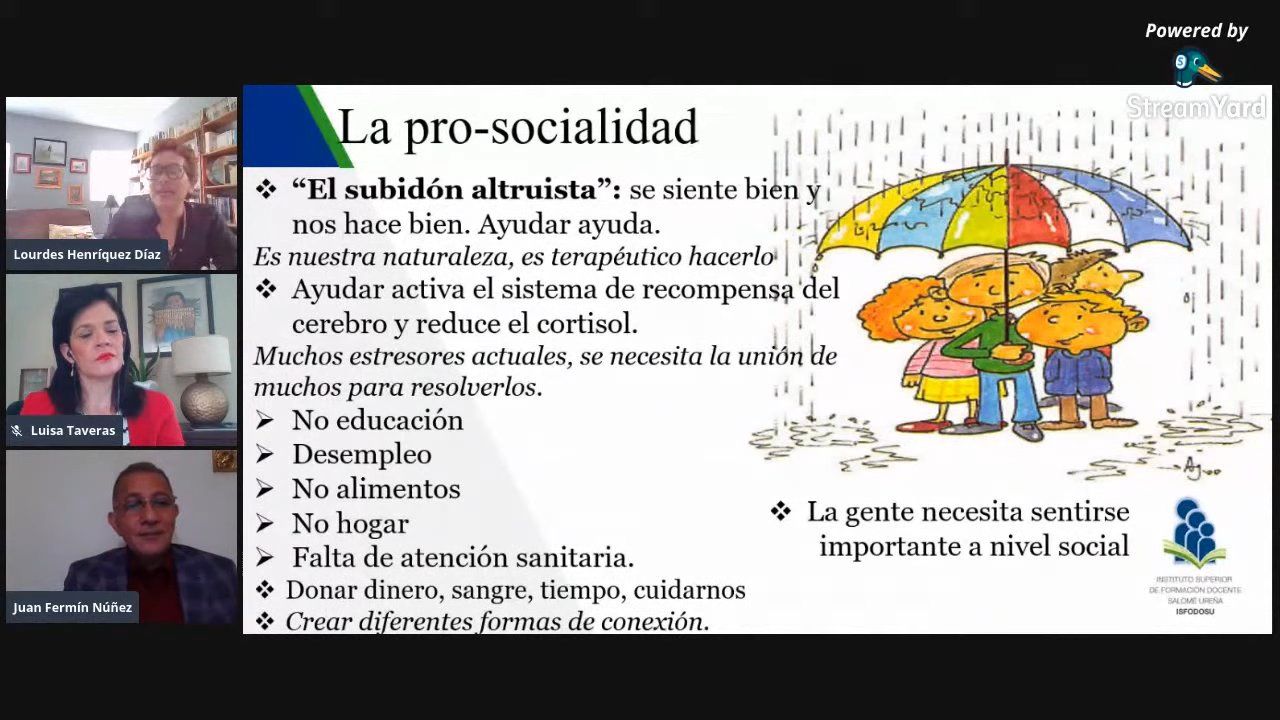 Powered by
StreamYard
Lourdes Henríquez Díaz
Luisa Taveras
Juan Fermín Núñez
La pro-socialidad
❖ “El subidón altruista”: se siente bien y
nos hace bien. Ayudar ayuda.
Es nuestra naturaleza, es terapéutico hacerlo
❖ Ayudar activa el sistema de recompensa del
cerebro y reduce el cortisol.
Muchos estresores actuales, se necesita la unión de
muchos para resolverlos.
➢ No educación
➢ Desempleo
➢ No alimentos
➢ No hogar
➢ Falta de atención sanitaria.
❖ Donar dinero, sangre, tiempo, cuidarnos
❖ Crear diferentes formas de conexión.
❖ La gente necesita sentirse
importante a nivel social
INSTITUTO SUPERIOR
DE FORMACIÓN DOCENTE
SALOMÉ UREÑA
ISFODOSU